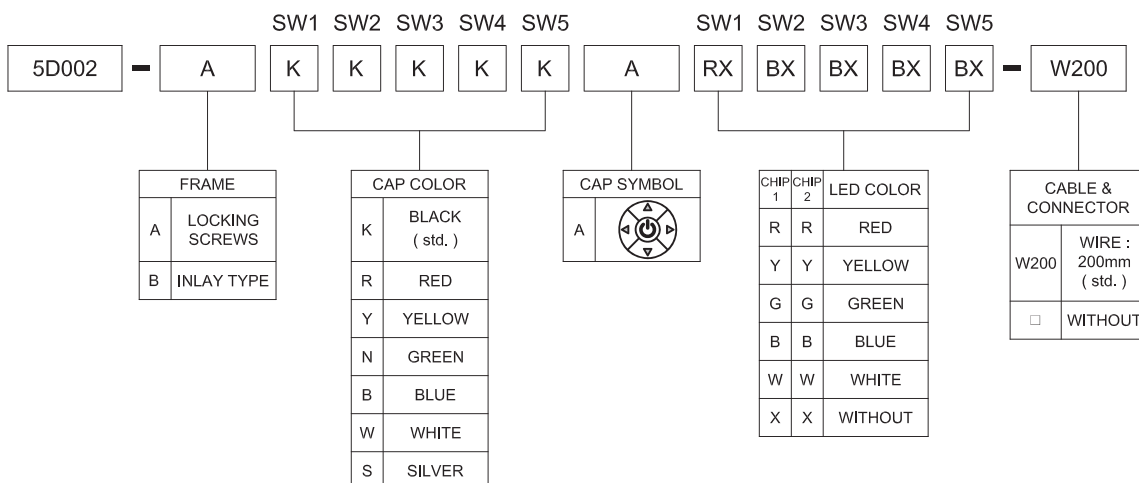 SW1 SW2 SW3 SW4 SW5 SW1 SW2 SW3 SW4 SW5
5D002 - A K K K K K A RX BX BX BX BX - W200
FRAME
A LOCKING
SCREWS
B INLAY TYPE
CAP COLOR
K BLACK
( std. )
R RED
Y YELLOW
N GREEN
B BLUE
W WHITE
S SILVER
CAP SYMBOL
A
CHIP CHIP LED COLOR
1 2
R R RED
Y Y YELLOW
G G GREEN
B B BLUE
W W WHITE
X X WITHOUT
CABLE &
CONNECTOR
W200 WIRE :
200mm
( std. )
□ WITHOUT